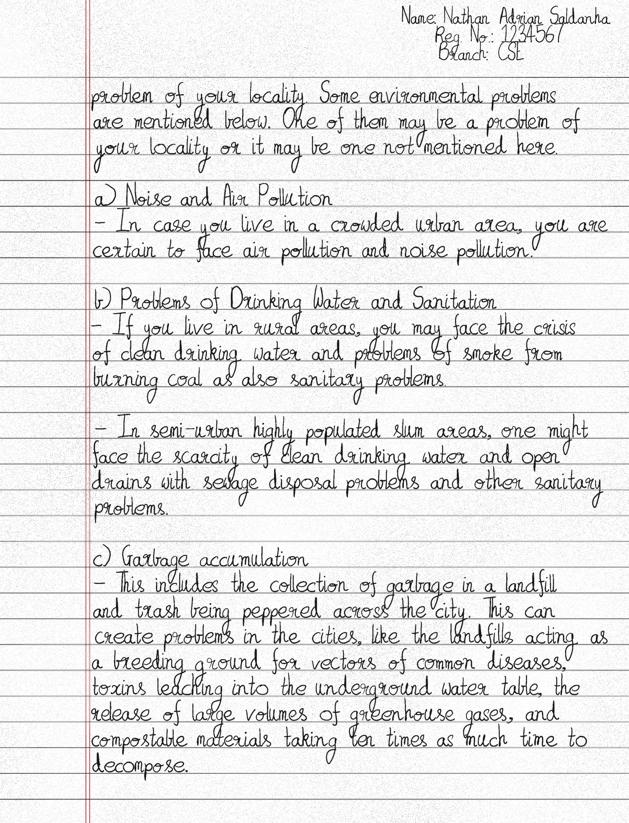 Name: Nathan Adrian Saldanha
Reg No.: 1234567
Branch: CSE
problem of your locality. Some environmental problems
are mentioned below. One of them may be a problem of
your locality or it may be one not mentioned here.
a) Noise and Air Pollution
- In case you live in a crowded urban area, you are
certain to face air pollution and noise pollution.
b) Problems of Drinking Water and Sanitation
- If you live in rural areas, you may face the crisis
of clean drinking water and problems of smoke from
burning coal as also sanitary problems.
- In semi-urban highly populated slum areas, one might
face the scarcity of clean drinking water and open
drains with sewage disposal problems and other sanitary
problems.
c) Garbage accumulation
- This includes the collection of garbage in a landfill
and trash being peppered across the city. This can
create problems in the cities, like the landfills acting as
a breeding ground for vectors of common diseases,
toxins leaching into the underground water table, the
release of large volumes of greenhouse gases, and
compostable materials taking ten times as much time to
decompose.